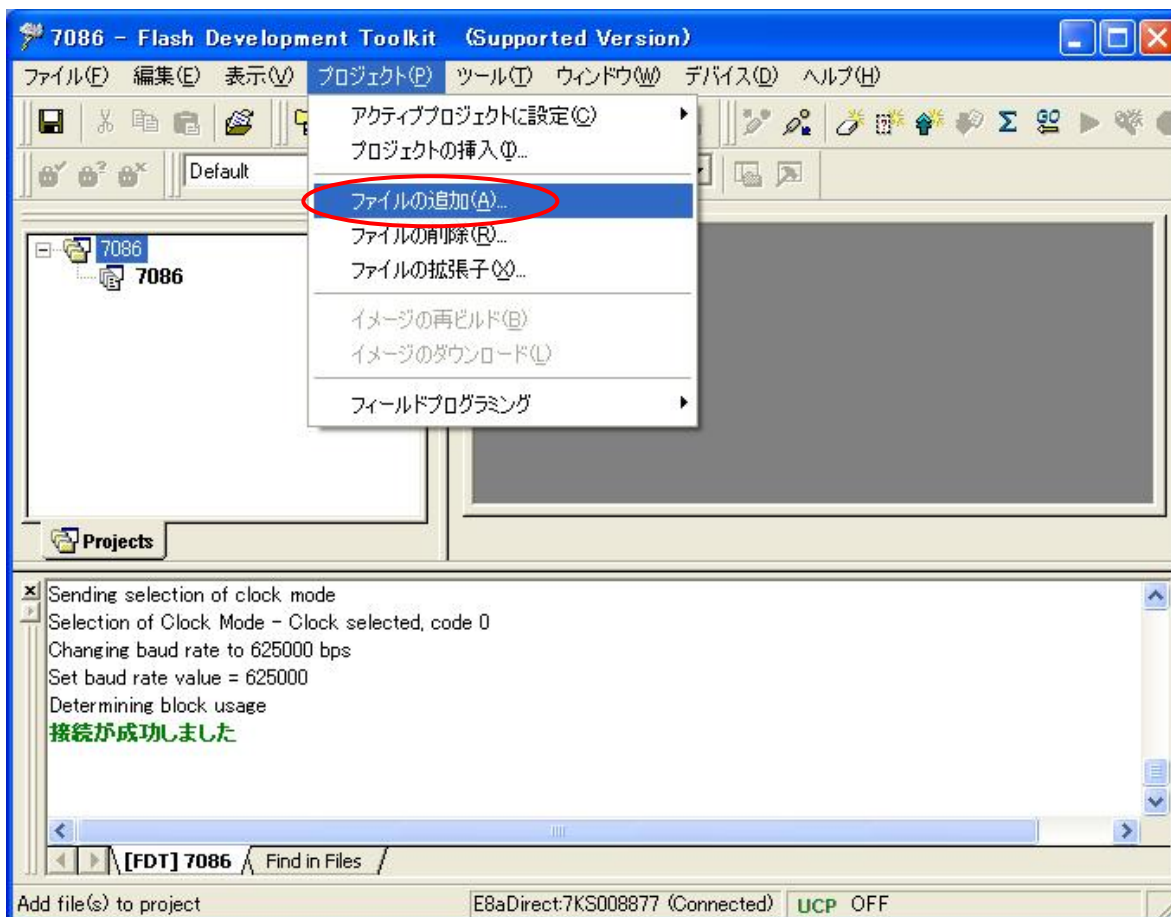 7086 - Flash Development Toolkit (Supported Version)
ファイル(F) 編集(E) 表示(V) プロジェクト(P) ツール(T) ウィンドウ(W) デバイス(D) ヘルプ(H)
アクティブプロジェクトに設定(C)
プロジェクトの挿入(I)...
Default
ファイルの追加(A)...
ファイルの削除(R)...
ファイルの拡張子(X)...
イメージの再ビルド(B)
イメージのダウンロード(L)
フィールドプログラミング
7086
7086
Projects
Sending selection of clock mode
Selection of Clock Mode - Clock selected, code 0
Changing baud rate to 625000 bps
Set baud rate value = 625000
Determining block usage
接続が成功しました
[FDT] 7086 Find in Files
Add file(s) to project E8aDirect:7KS008877 (Connected) UCP OFF